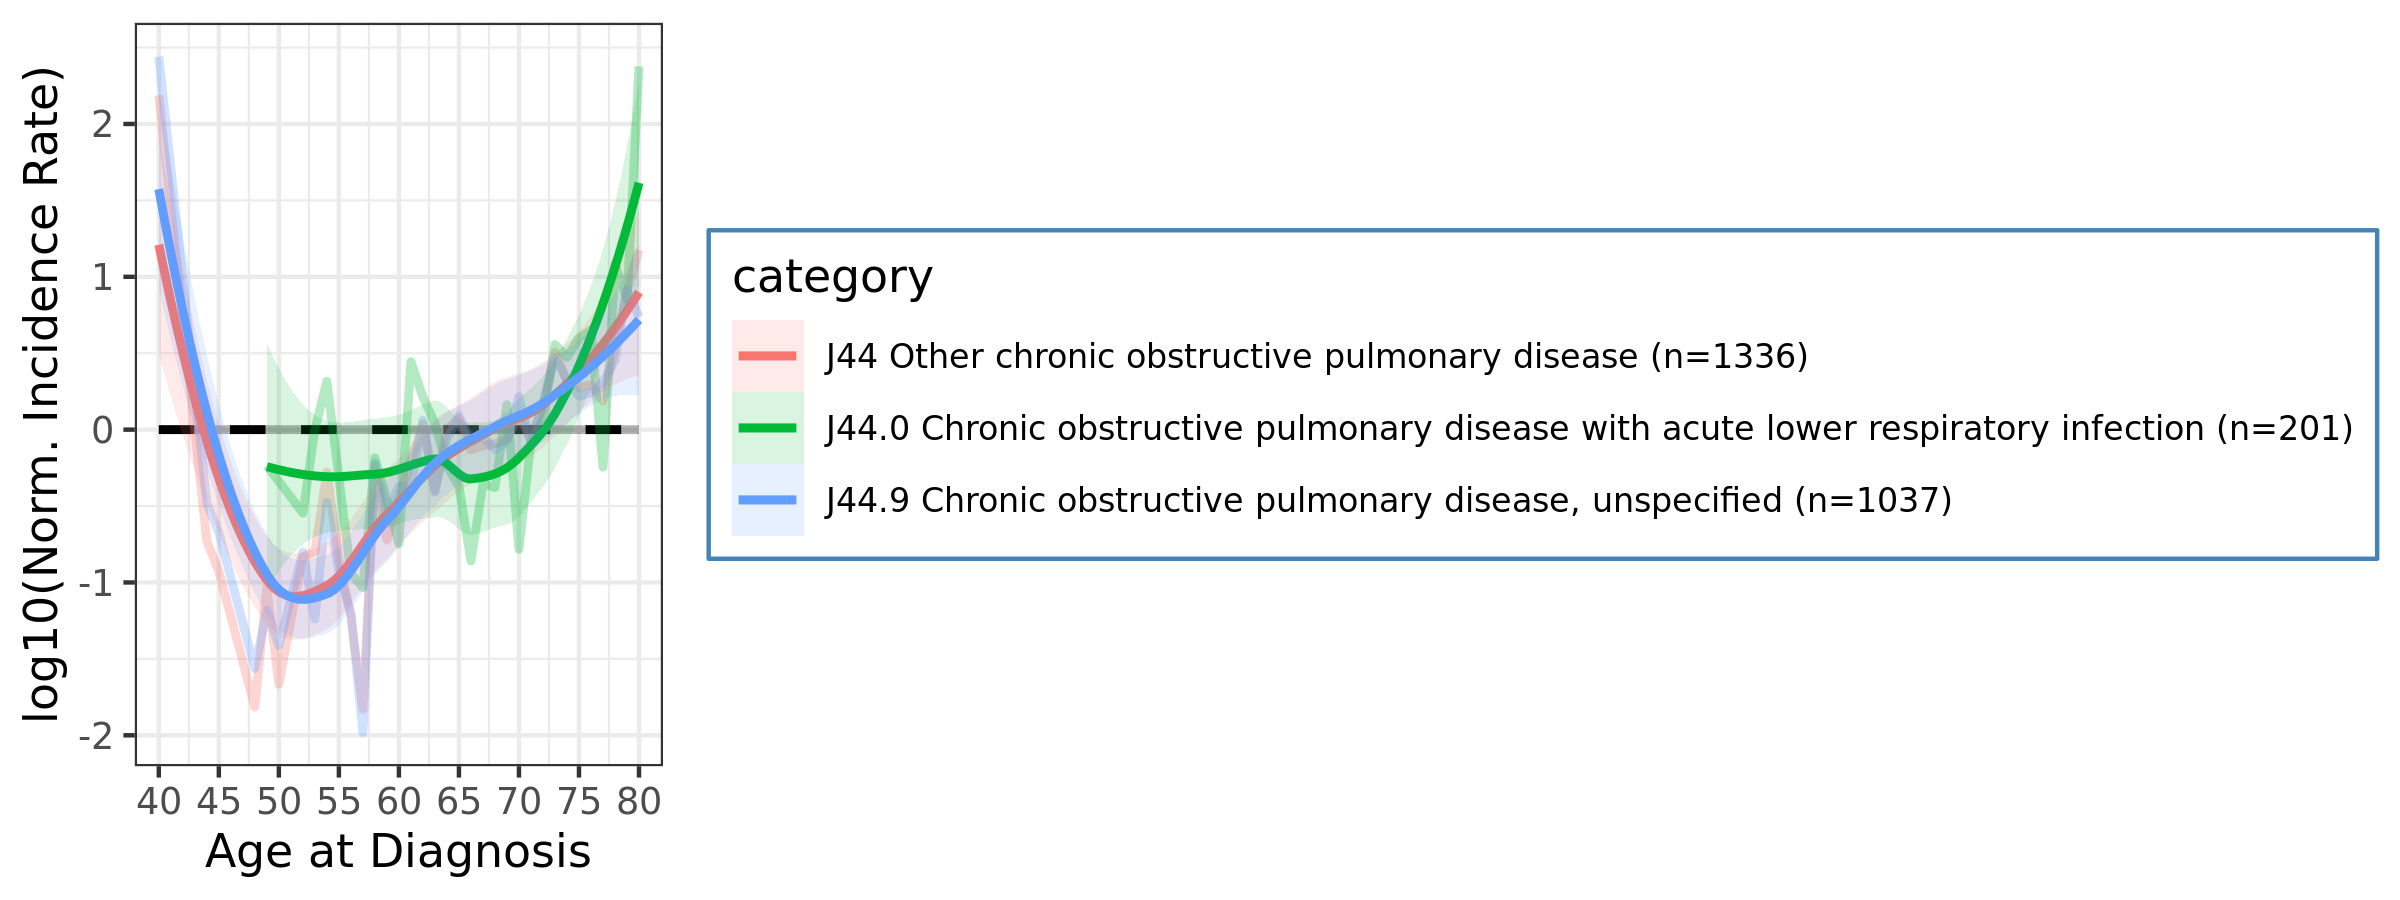 log10(Norm. Incidence Rate)
2
1
0
-1
-2
40 45 50 55 60 65 70 75 80
Age at Diagnosis
category
J44 Other chronic obstructive pulmonary disease (n=1336)
J44.0 Chronic obstructive pulmonary disease with acute lower respiratory infection (n=201)
J44.9 Chronic obstructive pulmonary disease, unspecified (n=1037)